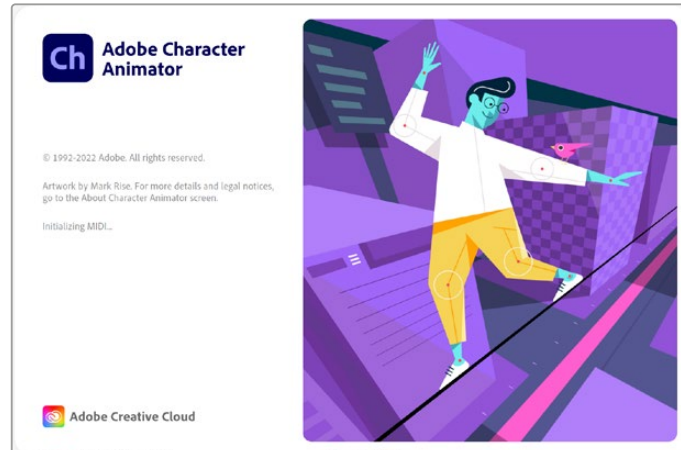 Ch
Adobe Character
Animator
© 1992-2022 Adobe. All rights reserved.
Artwork by Mark Rise. For more details and legal notices,
go to the About Character Animator screen.
Initializing MIDI...
Adobe Creative Cloud